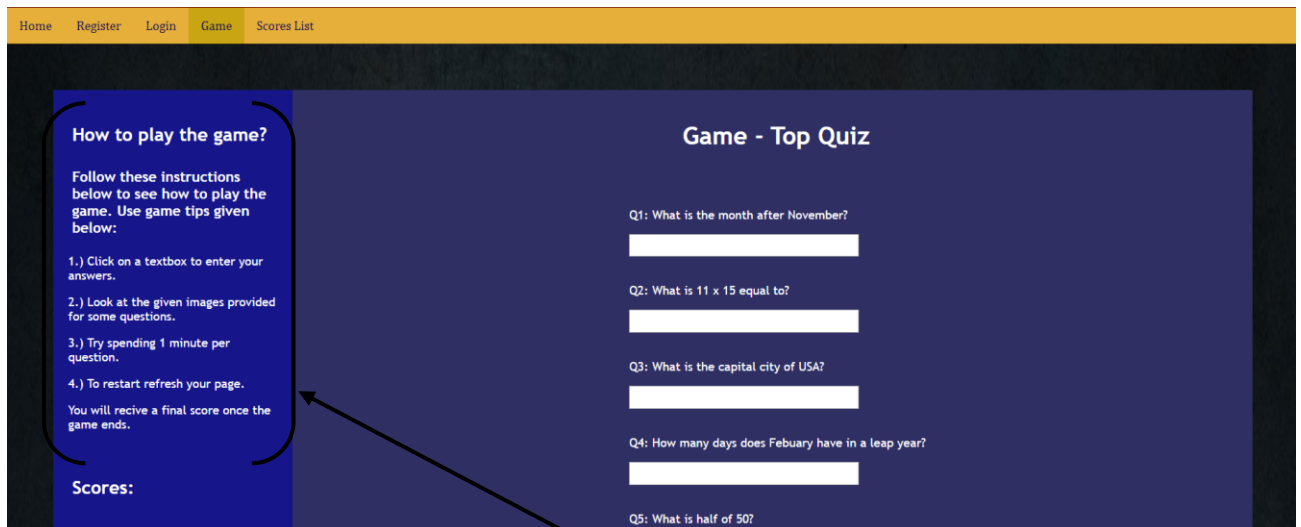 Home Register Login Game Scores List
How to play the game?
Follow these instructions
below to see how to play the
game. Use game tips given
below:
1.) Click on a textbox to enter your
answers.
2.) Look at the given images provided
for some questions.
3.) Try spending 1 minute per
question.
4.) To restart refresh your page.
You will recive a final score once the
game ends.
Scores:
Game - Top Quiz
Q1: What is the month after November?
Q2: What is 11 x 15 equal to?
Q3: What is the capital city of USA?
Q4: How many days does Febuary have in a leap year?
Q5: What is half of 50?